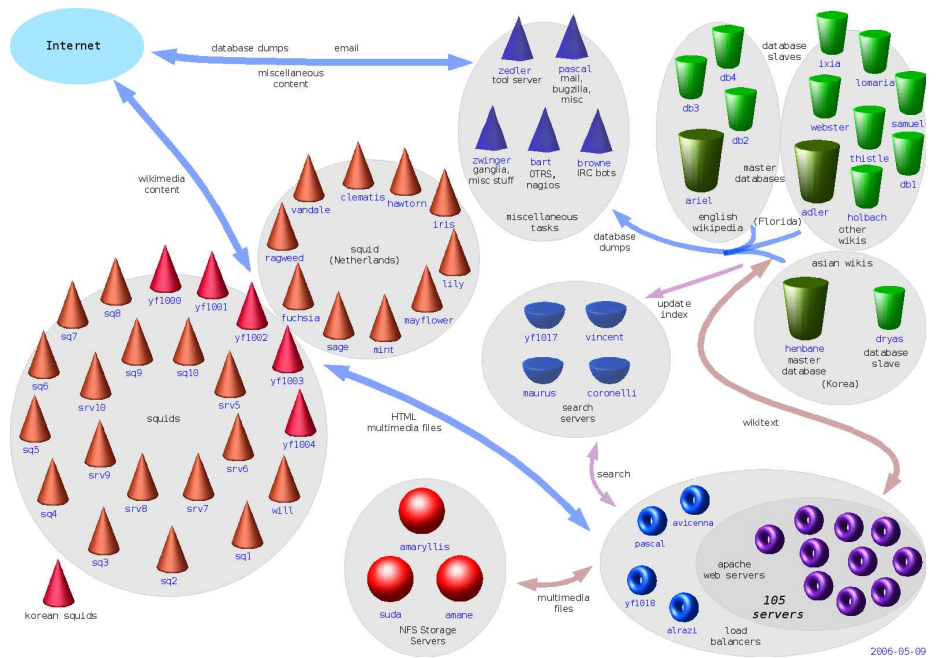 Internet
database dumps email
miscellaneous
content
wikimedia
content
zedler
tool server
pascal
mail,
bugzilla,
misc
zwinger
ganglia,
misc stuff
bart
OTRS,
nagios
browne
IRC bots
miscellaneous
tasks
database
slaves
db4
db3
db2
ariel
english
wikipedia
master
databases
(Florida)
ixia
lomaria
webster
samuel
thistle
db1
adler
holbach
other
wikis
database
dumps
asian wikis
henbane
master
database
dryas
database
slave
(Korea)
update
index
yf1017
vincent
maurus
coronelli
search
servers
wikitext
search
vandale
clematis
hawtorn
iris
ragweed
squid
(Netherlands)
lily
fuchsia
mayflower
sage
mint
yf1000
yf1001
yf1002
yf1003
yf1004
sq8
sq7
sq6
sq9
sq10
srv10
srv5
squids
sq5
srv9
srv6
sq4
srv8
srv7
will
sq3
sq2
sq1
korean squids
HTML
multimedia files
amaryllis
suda
amane
NFS Storage
Servers
multimedia
files
pascal
avicenna
yf1018
alrazi
load
balancers
apache
web servers
105
servers
2006-05-09